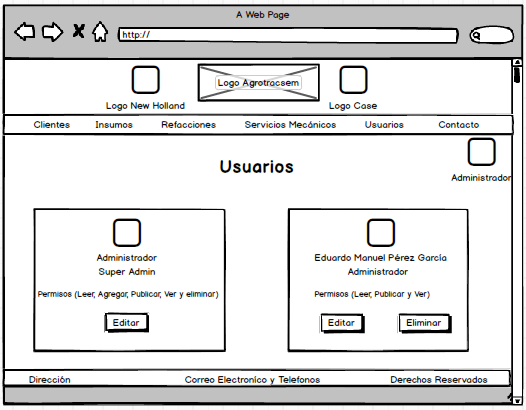 A Web Page
http://
Logo Agrotracsem
Logo New Holland
Logo Case
Clientes Insumos Refacciones Servicios Mecánicos Usuarios Contacto
Administrador
Usuarios
Administrador
Super Admin
Permisos (Leer, Agregar, Publicar, Ver y eliminar)
Editar
Eduardo Manuel Pérez García
Administrador
Permisos (Leer, Publicar y Ver)
Editar Eliminar
Dirección Correo Electroníco y Telefonos Derechos Reservados